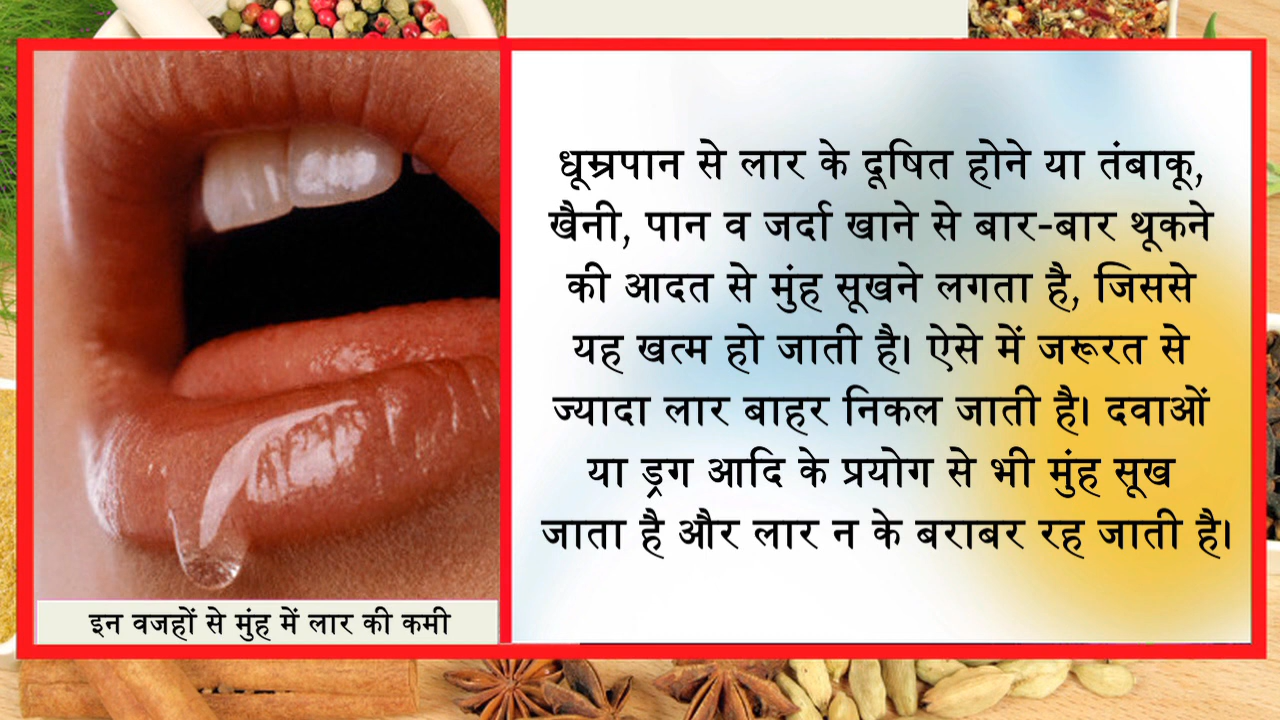 धूम्रपान से लार के दूषित होने या तंबाकू,
खैनी, पान व जर्दा खाने से बार-बार थूकने
की आदत से मुंह सूखने लगता है, जिससे
यह खत्म हो जाती है। ऐसे में जरूरत से
ज्यादा लार बाहर निकल जाती है। दवाओं
या ड्रग आदि के प्रयोग से भी मुंह सूख
जाता है और लार न के बराबर रह जाती है।
इन वजहों से मुंह में लार की कमी